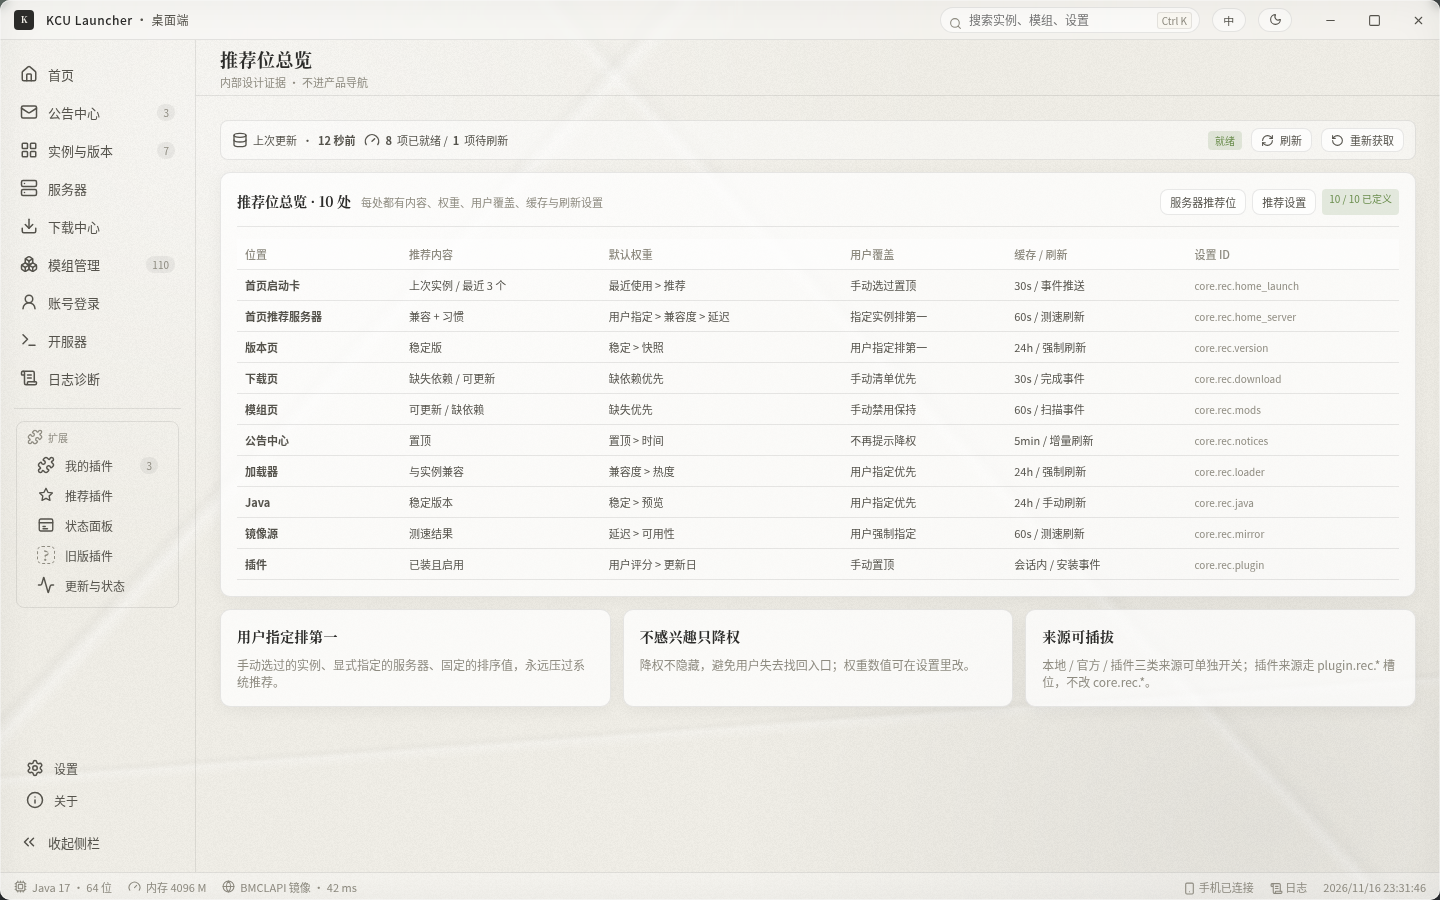 K KCU Launcher · 桌面端
搜索实例、模组、设置 Ctrl K
中
首页
公告中心 3
实例与版本 7
服务器
下载中心
模组管理 110
账号登录
开服器
日志诊断
扩展
我的插件 3
推荐插件
状态面板
? 旧版插件
更新与状态
设置
关于
收起侧栏
推荐位总览
内部设计证据 · 不进产品导航
上次更新 · 12 秒前 8 项已就绪 / 1 项待刷新
就绪 刷新 重新获取
推荐位总览 · 10 处 每处都有内容、权重、用户覆盖、缓存与刷新设置
服务器推荐位 推荐设置 10 / 10 已定义
位置 推荐内容 默认权重 用户覆盖 缓存 / 刷新 设置 ID
首页启动卡 上次实例 / 最近 3 个 最近使用 > 推荐 手动选过置顶 30s / 事件推送 core.rec.home_launch
首页推荐服务器 兼容 + 习惯 用户指定 > 兼容度 > 延迟 指定实例排第一 60s / 测速刷新 core.rec.home_server
版本页 稳定版 稳定 > 快照 用户指定排第一 24h / 强制刷新 core.rec.version
下载页 缺失依赖 / 可更新 缺依赖优先 手动清单优先 30s / 完成事件 core.rec.download
模组页 可更新 / 缺依赖 缺失优先 手动禁用保持 60s / 扫描事件 core.rec.mods
公告中心 置顶 置顶 > 时间 不再提示降权 5min / 增量刷新 core.rec.notices
加载器 与实例兼容 兼容度 > 热度 用户指定优先 24h / 强制刷新 core.rec.loader
Java 稳定版本 稳定 > 预览 用户指定优先 24h / 手动刷新 core.rec.java
镜像源 测速结果 延迟 > 可用性 用户强制指定 60s / 测速刷新 core.rec.mirror
插件 已装且启用 用户评分 > 更新日 手动置顶 会话内 / 安装事件 core.rec.plugin
用户指定排第一
手动选过的实例、显式指定的服务器、固定的排序值，永远压过系
统推荐。
不感兴趣只降权
降权不隐藏，避免用户失去找回入口；权重数值可在设置里改。
来源可插拔
本地 / 官方 / 插件三类来源可单独开关；插件来源走 plugin.rec.* 槽
位，不改 core.rec.*。
Java 17 · 64 位 内存 4096 M BMCLAPI 镜像 · 42 ms
手机已连接 日志 2026/11/16 23:31:46